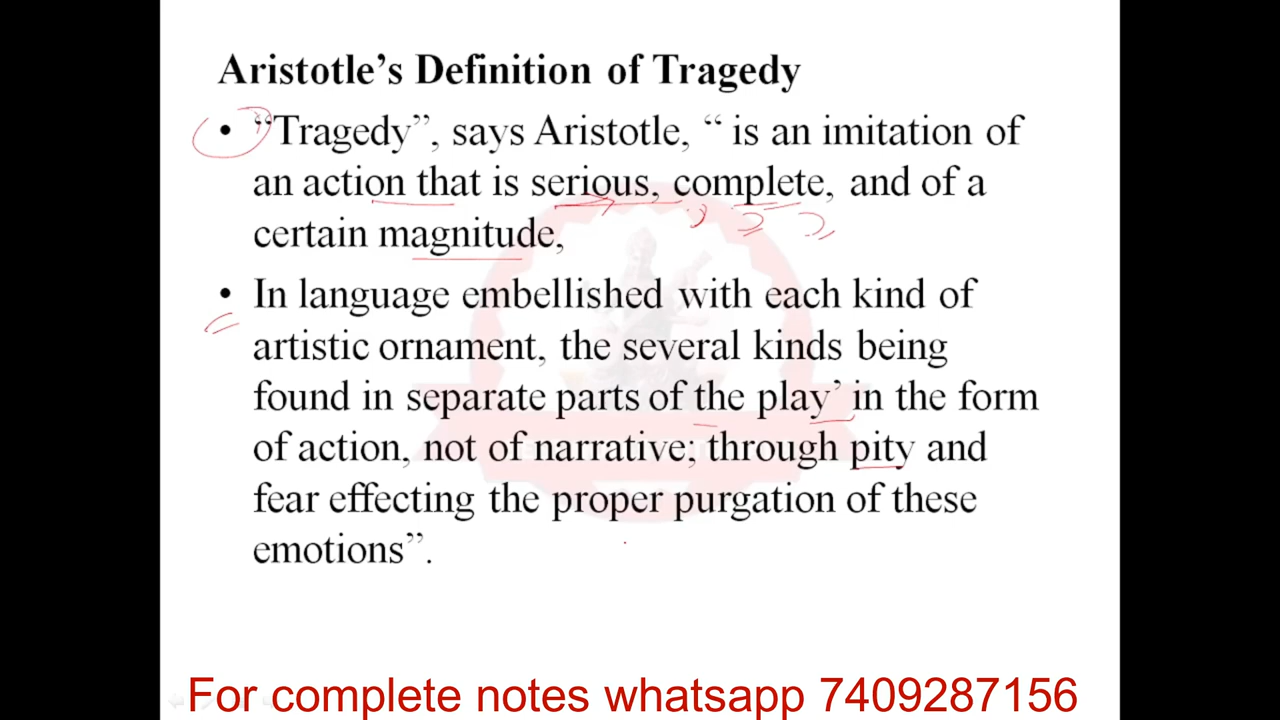 Aristotle’s Definition of Tragedy
• “Tragedy”, says Aristotle, “ is an imitation of
an action that is serious, complete, and of a
certain magnitude,
• In language embellished with each kind of
artistic ornament, the several kinds being
found in separate parts of the play’ in the form
of action, not of narrative; through pity and
fear effecting the proper purgation of these
emotions”.
For complete notes whatsapp 7409287156